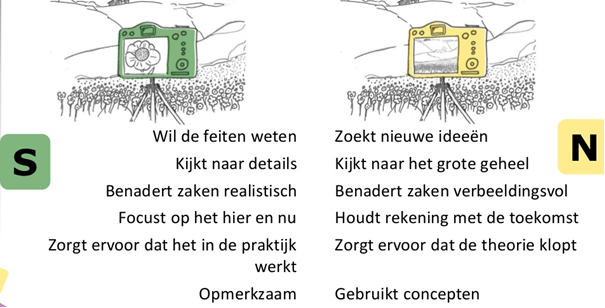 Wil de feiten weten
Zoekt nieuwe ideeën
S
N
Kijkt naar details
Kijkt naar het grote geheel
Benadert zaken realistisch
Benadert zaken verbeeldingsvol
Focust op het hier en nu
Houdt rekening met de toekomst
Zorgt ervoor dat het in de praktijk
werkt
Zorgt ervoor dat de theorie klopt
Opmerkzaam
Gebruikt concepten